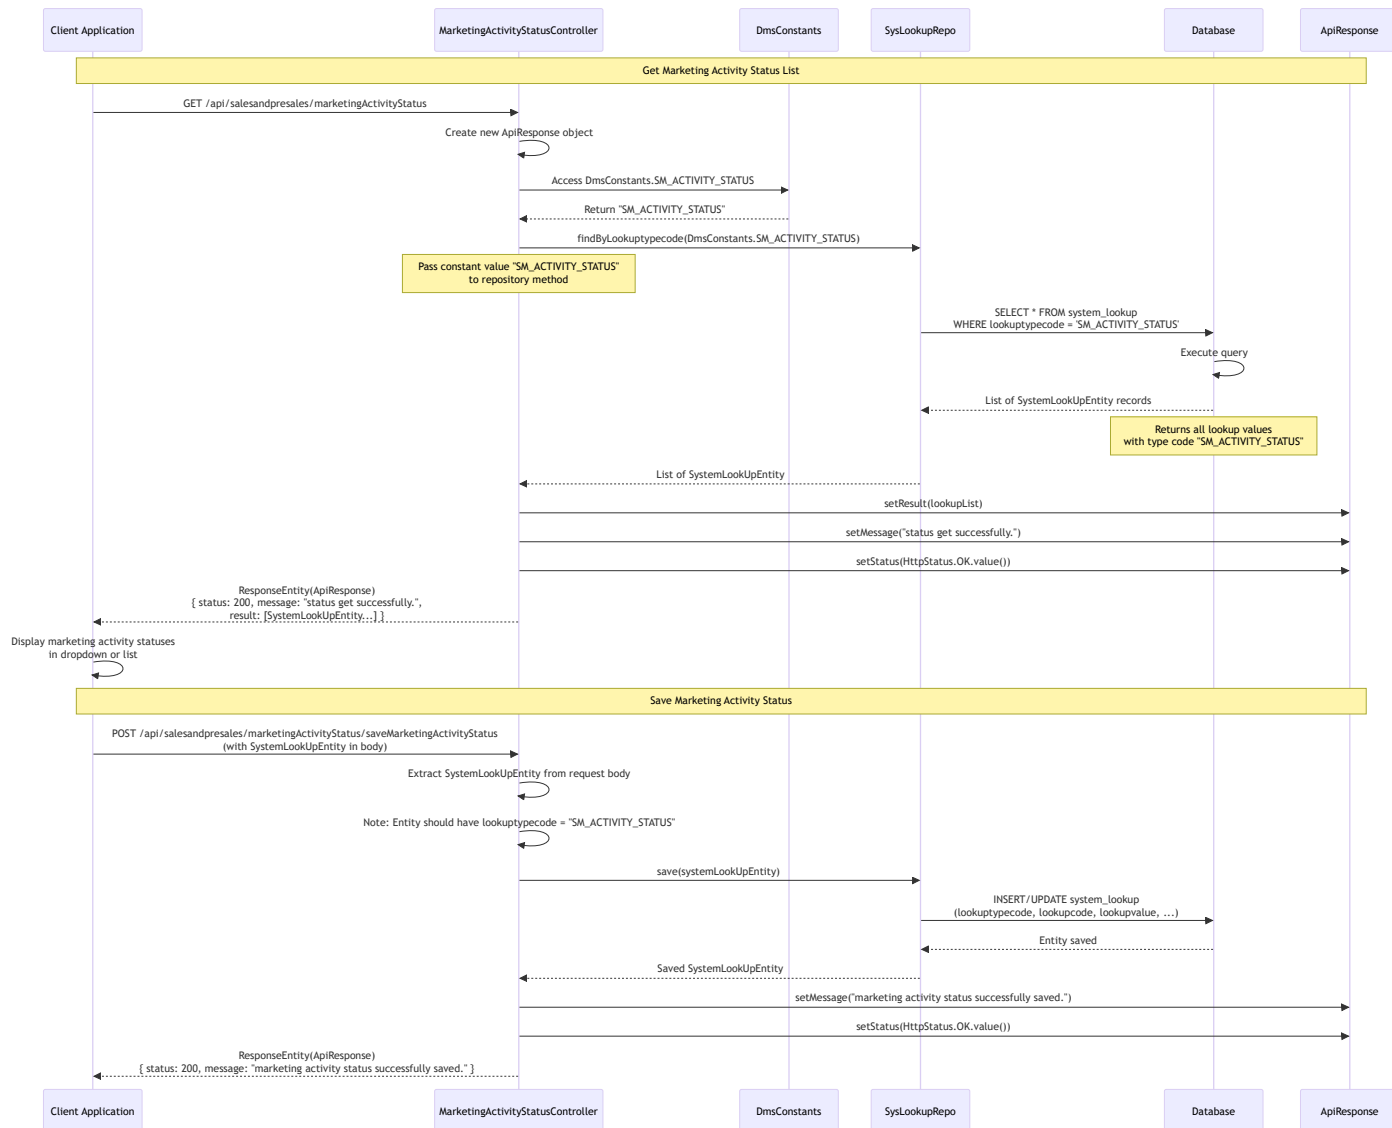 Client Application
MarketingActivityStatusController
DmsConstants
SysLookupRepo
Database
ApiResponse
Get Marketing Activity Status List
GET /api/salesandpresales/marketingActivityStatus
Create new ApiResponse object
Access DmsConstants.SM_ACTIVITY_STATUS
Return "SM_ACTIVITY_STATUS"
findByLookuptypecode(DmsConstants.SM_ACTIVITY_STATUS)
Pass constant value "SM_ACTIVITY_STATUS"
to repository method
SELECT * FROM system_lookup
WHERE lookuptypecode = 'SM_ACTIVITY_STATUS'
Execute query
List of SystemLookUpEntity records
Returns all lookup values
with type code "SM_ACTIVITY_STATUS"
List of SystemLookUpEntity
setResult(lookupList)
setMessage("status get successfully.")
setStatus(HttpStatus.OK.value())
ResponseEntity(ApiResponse)
{ status: 200, message: "status get successfully.",
result: [SystemLookUpEntity...] }
Display marketing activity statuses
in dropdown or list
Save Marketing Activity Status
POST /api/salesandpresales/marketingActivityStatus/saveMarketingActivityStatus
(with SystemLookUpEntity in body)
Extract SystemLookUpEntity from request body
Note: Entity should have lookuptypecode = "SM_ACTIVITY_STATUS"
save(systemLookUpEntity)
INSERT/UPDATE system_lookup
(lookuptypecode, lookupcode, lookupvalue, ...)
Entity saved
Saved SystemLookUpEntity
setMessage("marketing activity status successfully saved.")
setStatus(HttpStatus.OK.value())
ResponseEntity(ApiResponse)
{ status: 200, message: "marketing activity status successfully saved." }
Client Application
MarketingActivityStatusController
DmsConstants
SysLookupRepo
Database
ApiResponse